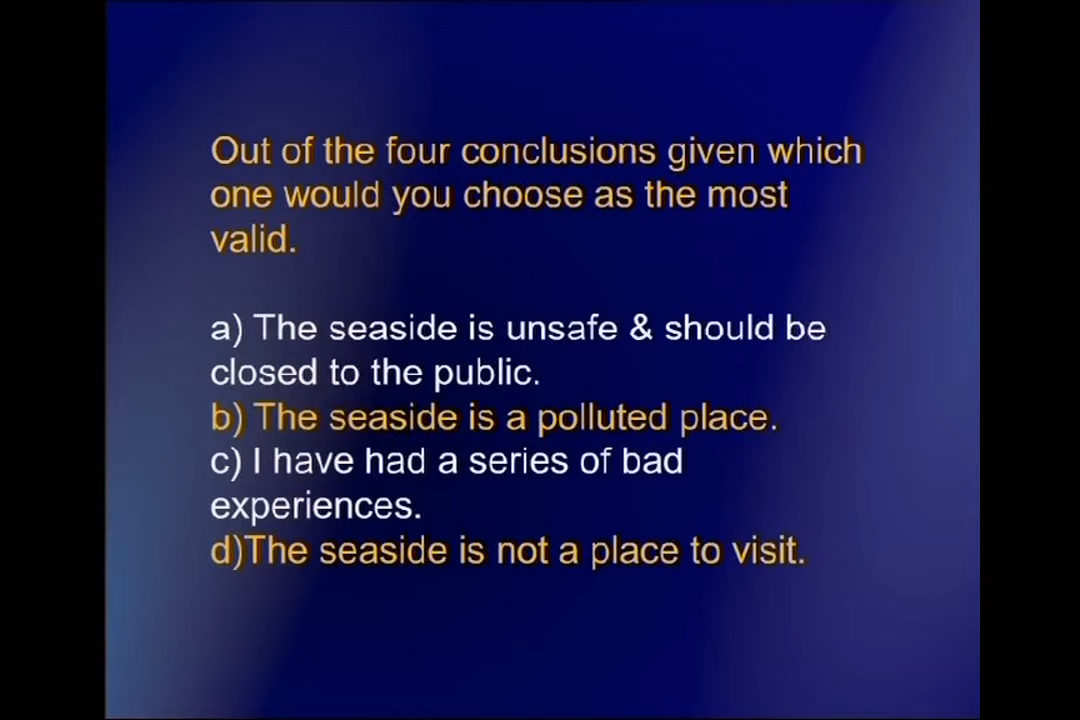 Out of the four conclusions given which
one would you choose as the most
valid.
a) The seaside is unsafe & should be
closed to the public.
b) The seaside is a polluted place.
c) I have had a series of bad
experiences.
d)The seaside is not a place to visit.